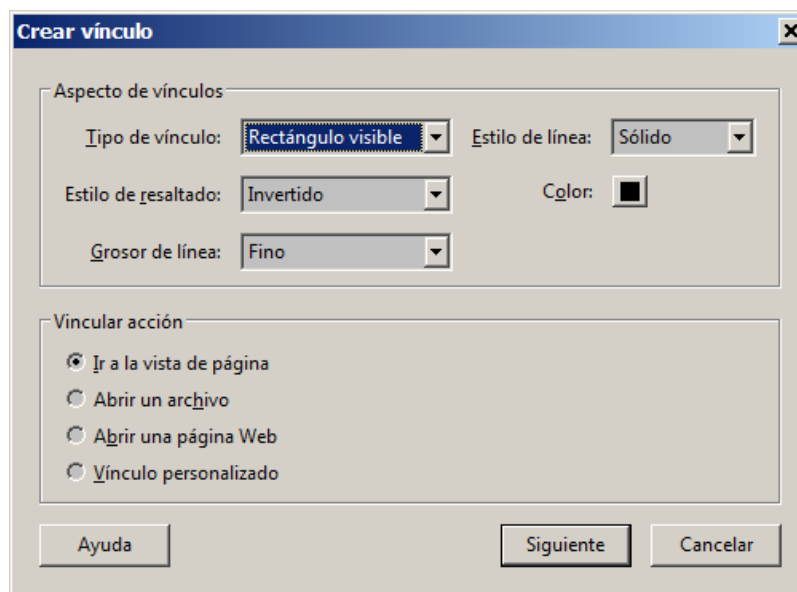 Crear vínculo
Aspecto de vínculos
Tipo de vínculo: Rectángulo visible Estilo de línea: Sólido
Estilo de resaltado: Invertido Color:
Grosor de línea: Fino
Vincular acción
Ir a la vista de página
Abrir un archivo
Abrir una página Web
Vínculo personalizado
Ayuda Siguiente Cancelar